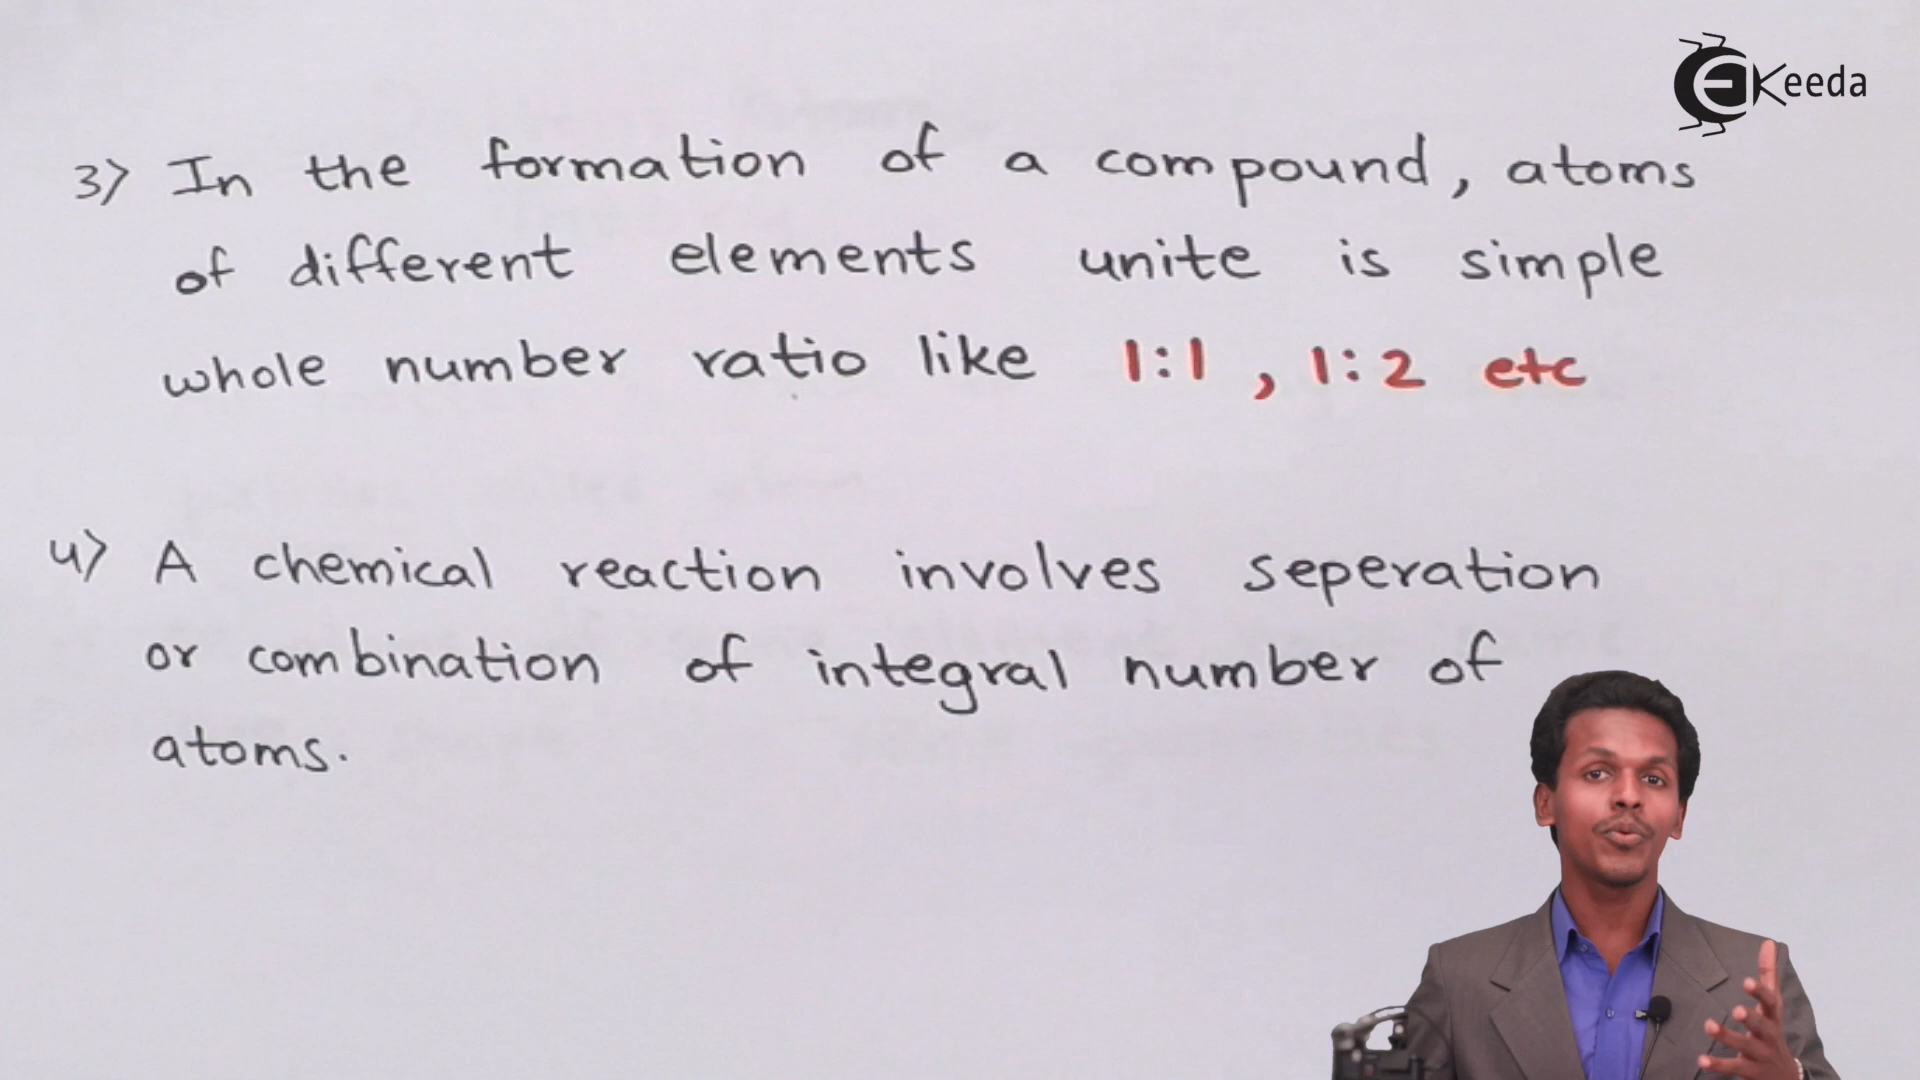 EKeeda
3) In the formation of a compound, atoms
of different elements unite is simple
whole number ratio like 1:1, 1:2 etc
4) A chemical reaction involves seperation
or combination of integral number of
atoms.